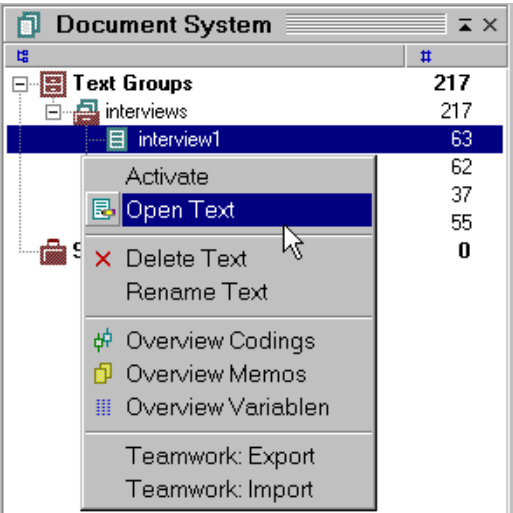 Document System
#
Text Groups 217
interviews 217
interview1 63
62
Activate
37
Open Text
55
S 0
Delete Text
Rename Text
Overview Codings
Overview Memos
Overview Variablen
Teamwork: Export
Teamwork: Import